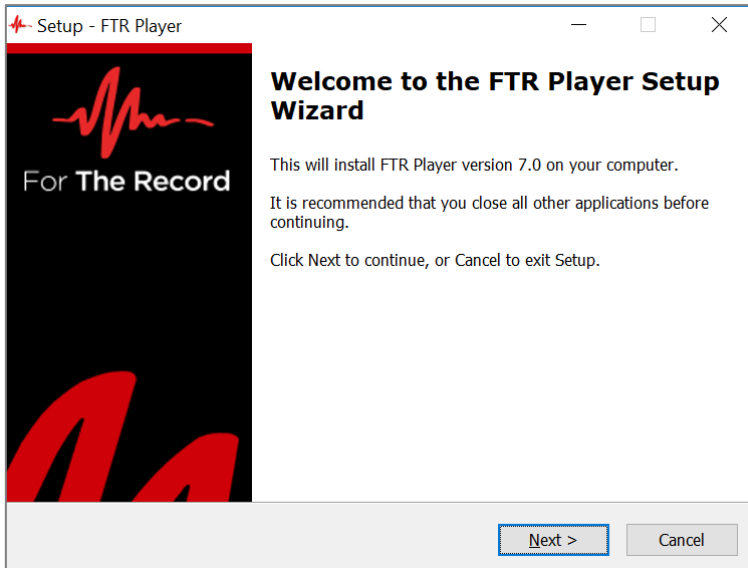 Setup - FTR Player
For The Record
Welcome to the FTR Player Setup
Wizard
This will install FTR Player version 7.0 on your computer.
It is recommended that you close all other applications before
continuing.
Click Next to continue, or Cancel to exit Setup.
Next >
Cancel